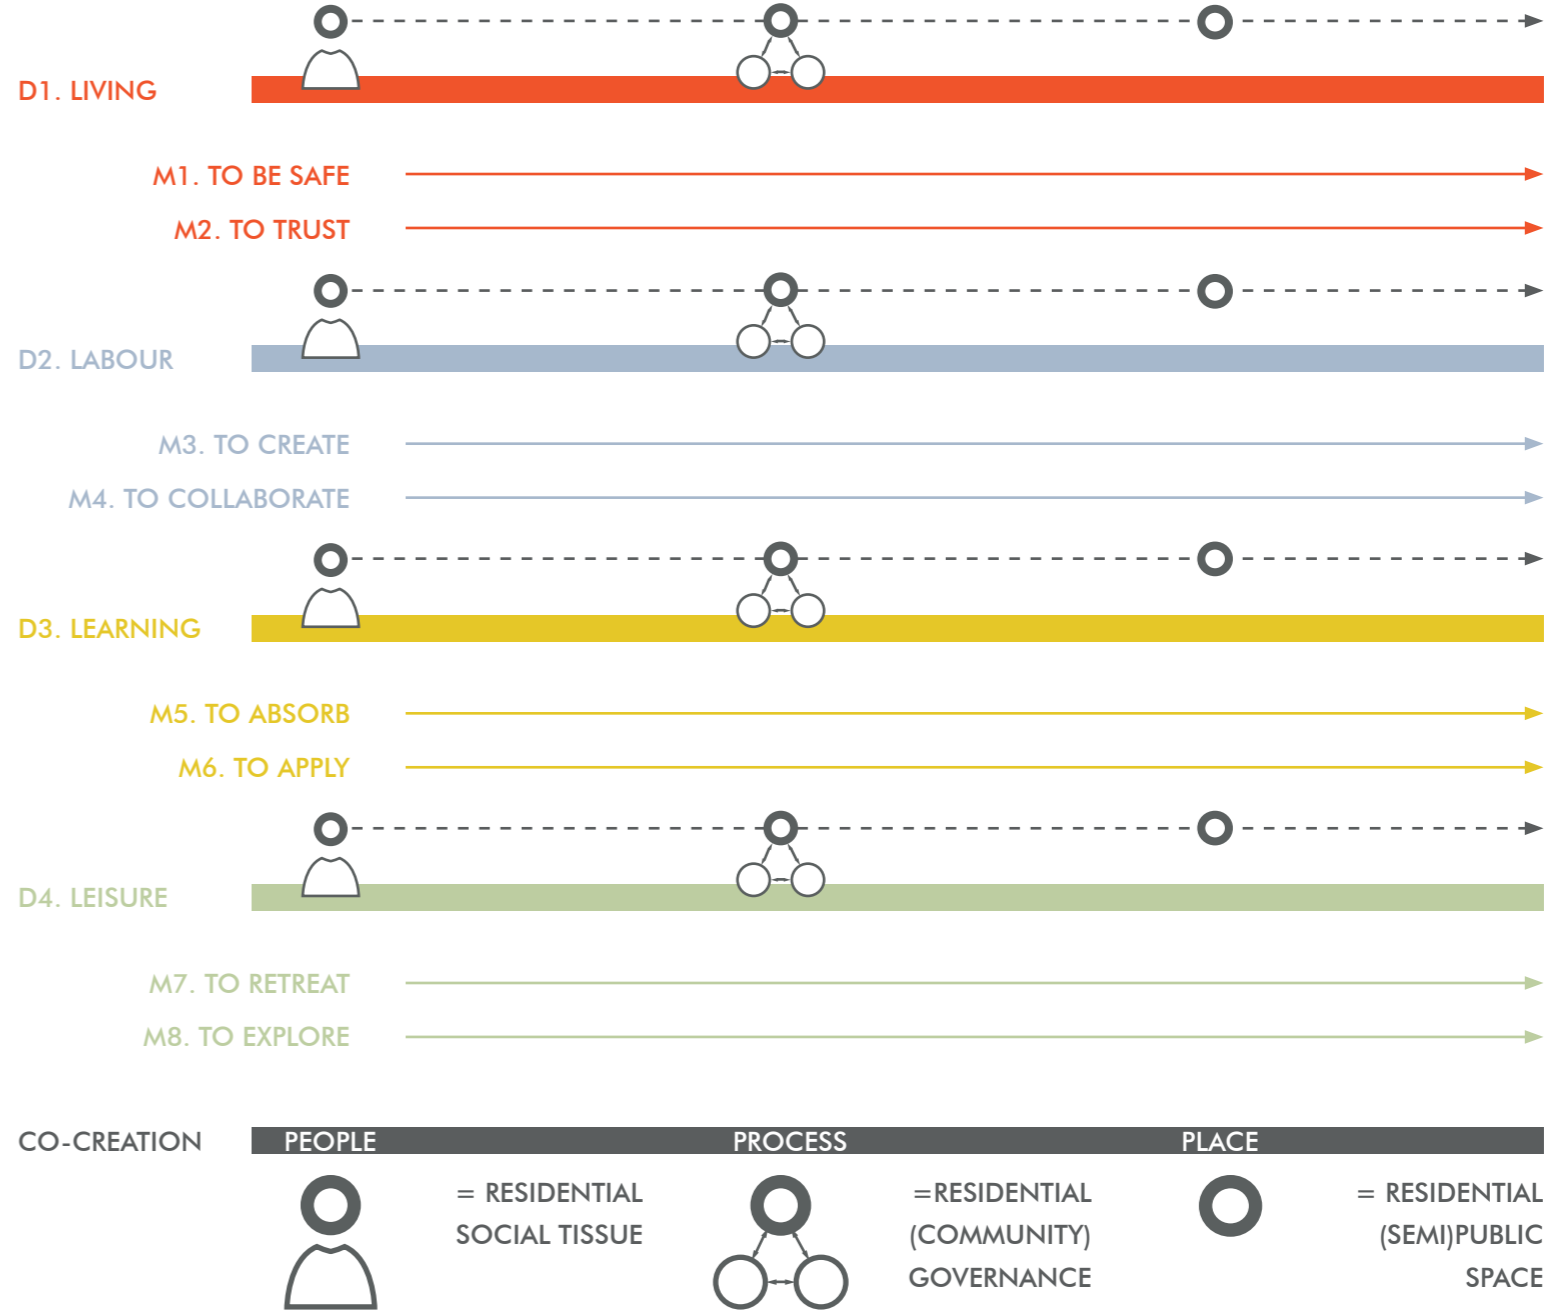 D1. LIVING
M1. TO BE SAFE
M2. TO TRUST
D2. LABOUR
M3. TO CREATE
M4. TO COLLABORATE
D3. LEARNING
M5. TO ABSORB
M6. TO APPLY
D4. LEISURE
M7. TO RETREAT
M8. TO EXPLORE
CO-CREATION
PEOPLE
PROCESS
PLACE
= RESIDENTIAL
SOCIAL TISSUE
=RESIDENTIAL
(COMMUNITY)
GOVERNANCE
= RESIDENTIAL
(SEMI)PUBLIC
SPACE